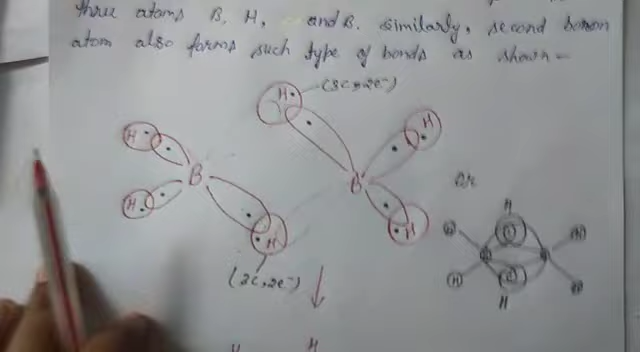 three atoms B, H, and B. Similarly, second boron
atom also forms such type of bonds as shown -
(3c, 2e⁻)
H
H
H
B
B
H
H
H
(3c, 2e⁻)
or
H
H
H
H
H
H
H